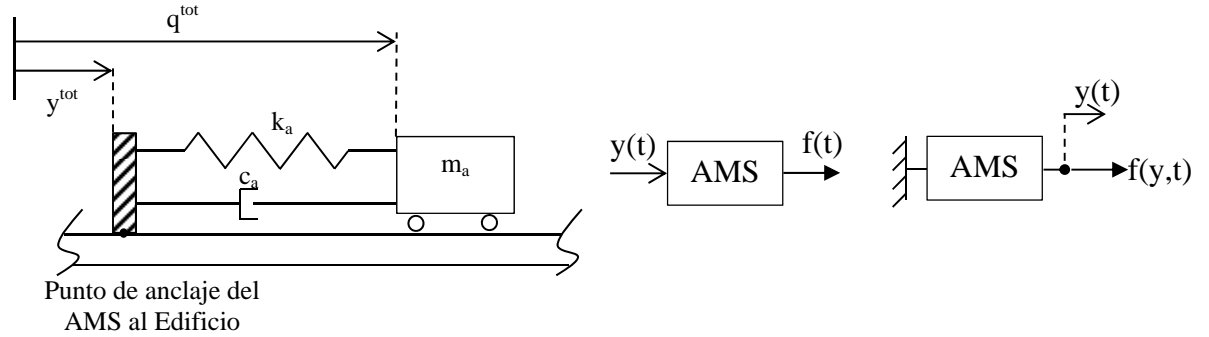 q^tot
y^tot
k_a
c_a
m_a
Punto de anclaje del
AMS al Edificio
y(t)
AMS
f(t)
y(t)
AMS
f(y,t)